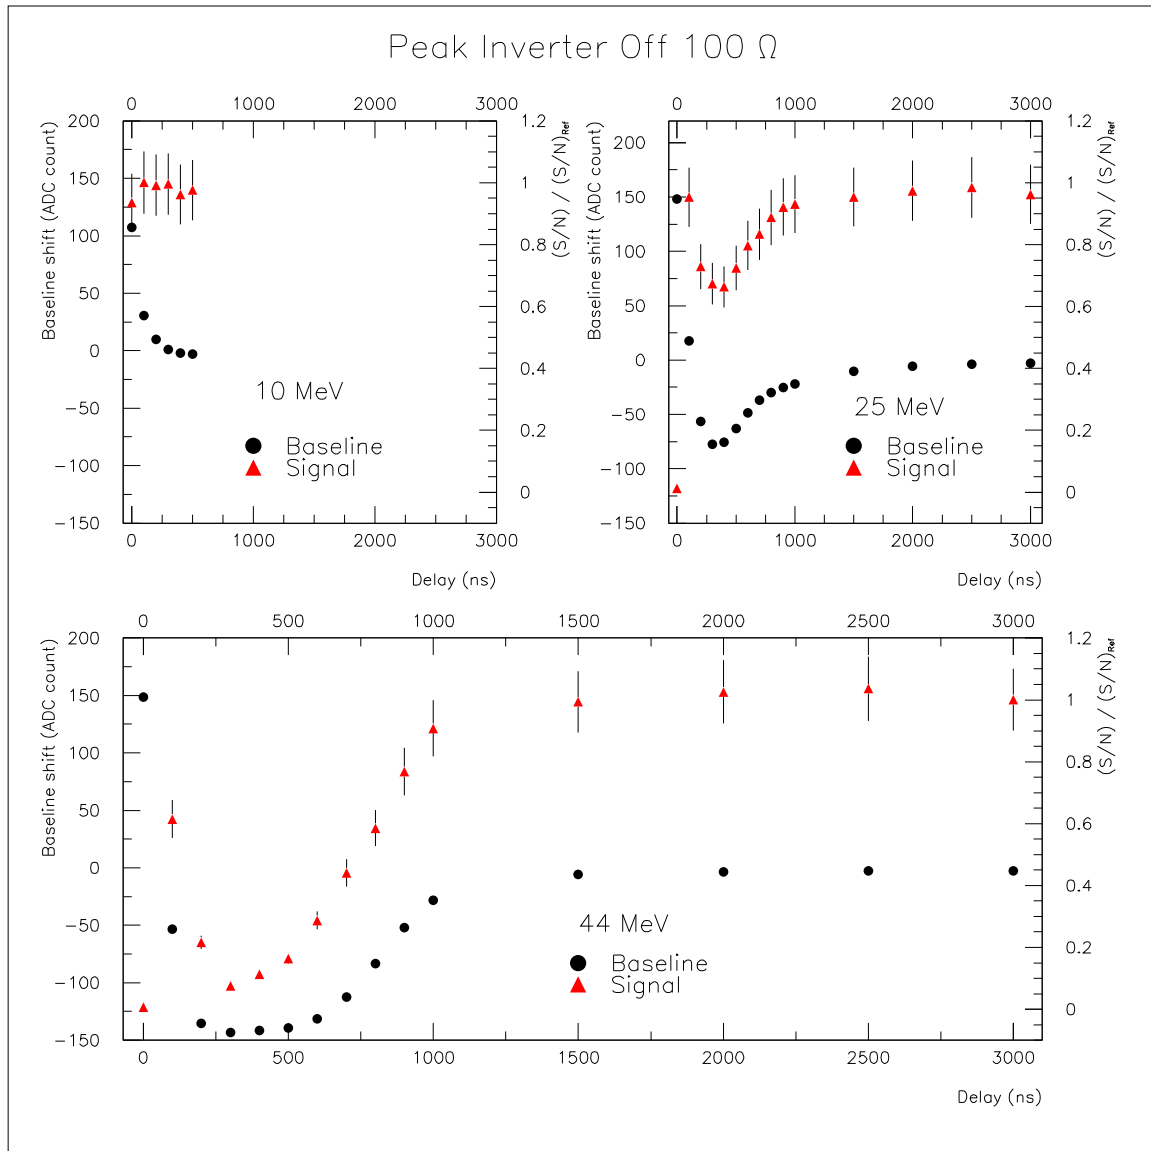 Peak Inverter Off 100 Ω
0 1000 2000 3000
Baseline shift (ADC count)
200
150
100
50
0
−50
−100
−150
1.2
1
0.8
0.6
0.4
0.2
0
(S/N) / (S/N)Ref
10 MeV
Baseline
Signal
0 1000 2000 3000
Delay (ns)
0 1000 2000 3000
Baseline shift (ADC count)
200
150
100
50
0
−50
−100
−150
1.2
1
0.8
0.6
0.4
0.2
0
(S/N) / (S/N)Ref
25 MeV
Baseline
Signal
0 1000 2000 3000
Delay (ns)
0 500 1000 1500 2000 2500 3000
Baseline shift (ADC count)
200
150
100
50
0
−50
−100
−150
1.2
1
0.8
0.6
0.4
0.2
0
(S/N) / (S/N)Ref
44 MeV
Baseline
Signal
0 500 1000 1500 2000 2500 3000
Delay (ns)